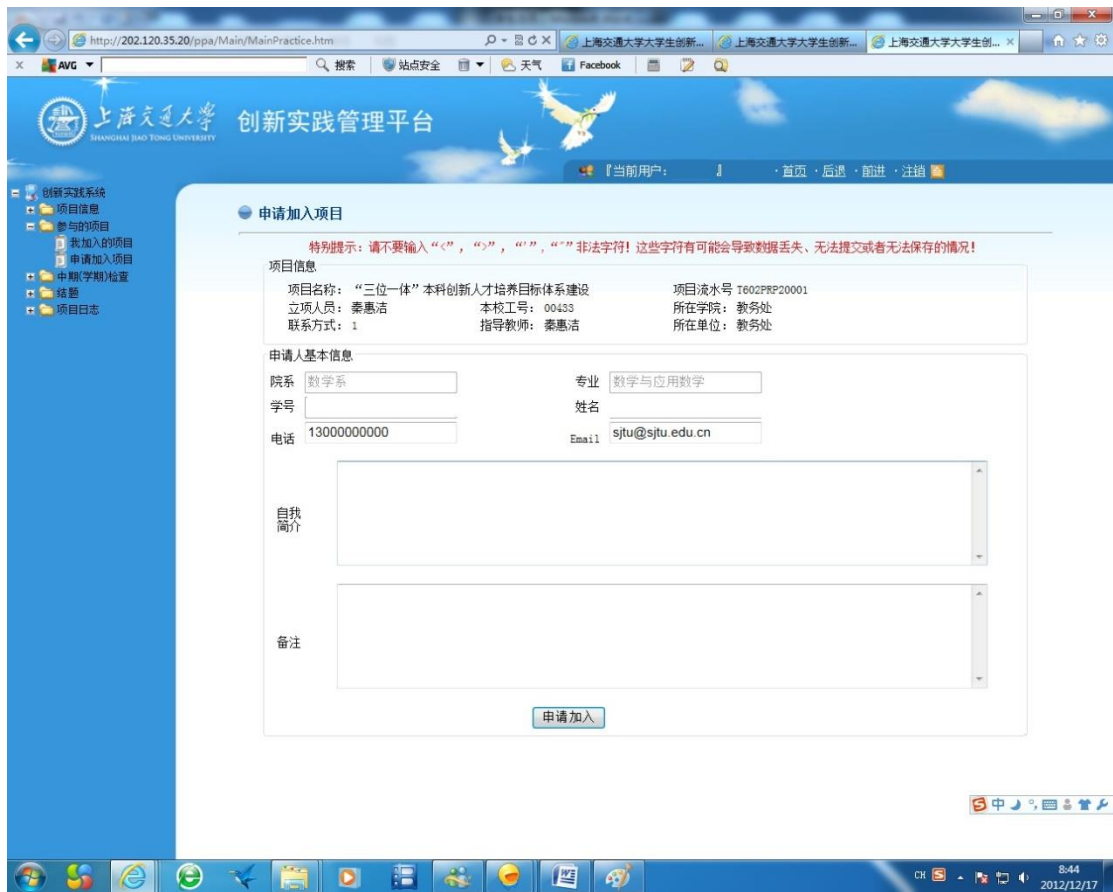 http://202.120.35.20/ppa/Main/MainPractice.htm
上海交通大学大学生创新...
上海交通大学大学生创新...
上海交通大学大学生创...
AVG
搜索
站点安全
天气
Facebook
上海交通大学
SHANGHAI JIAO TONG UNIVERSITY
创新实践管理平台
『当前用户: 』 ·首页 ·后退 ·前进 ·注销
创新实践系统
项目信息
参与的项目
我加入的项目
申请加入项目
中期(学期)检查
结题
项目日志
申请加入项目
特别提示:请不要输入“<”, “>”, “'”, “"”非法字符!这些字符有可能会导致数据丢失、无法提交或者无法保存的情况!
项目信息
项目名称: “三位一体”本科创新人才培养目标体系建设 项目流水号 T602PRP20001
立项人员: 秦惠洁 本校工号: 00433 所在学院: 教务处
联系方式: 1 指导教师: 秦惠洁 所在单位: 教务处
申请人基本信息
院系 数学系 专业 数学与应用数学
学号 姓名
电话 13000000000 Email sjtu@sjtu.edu.cn
自我
简介
备注
申请加入
中
CH
8:44
2012/12/17